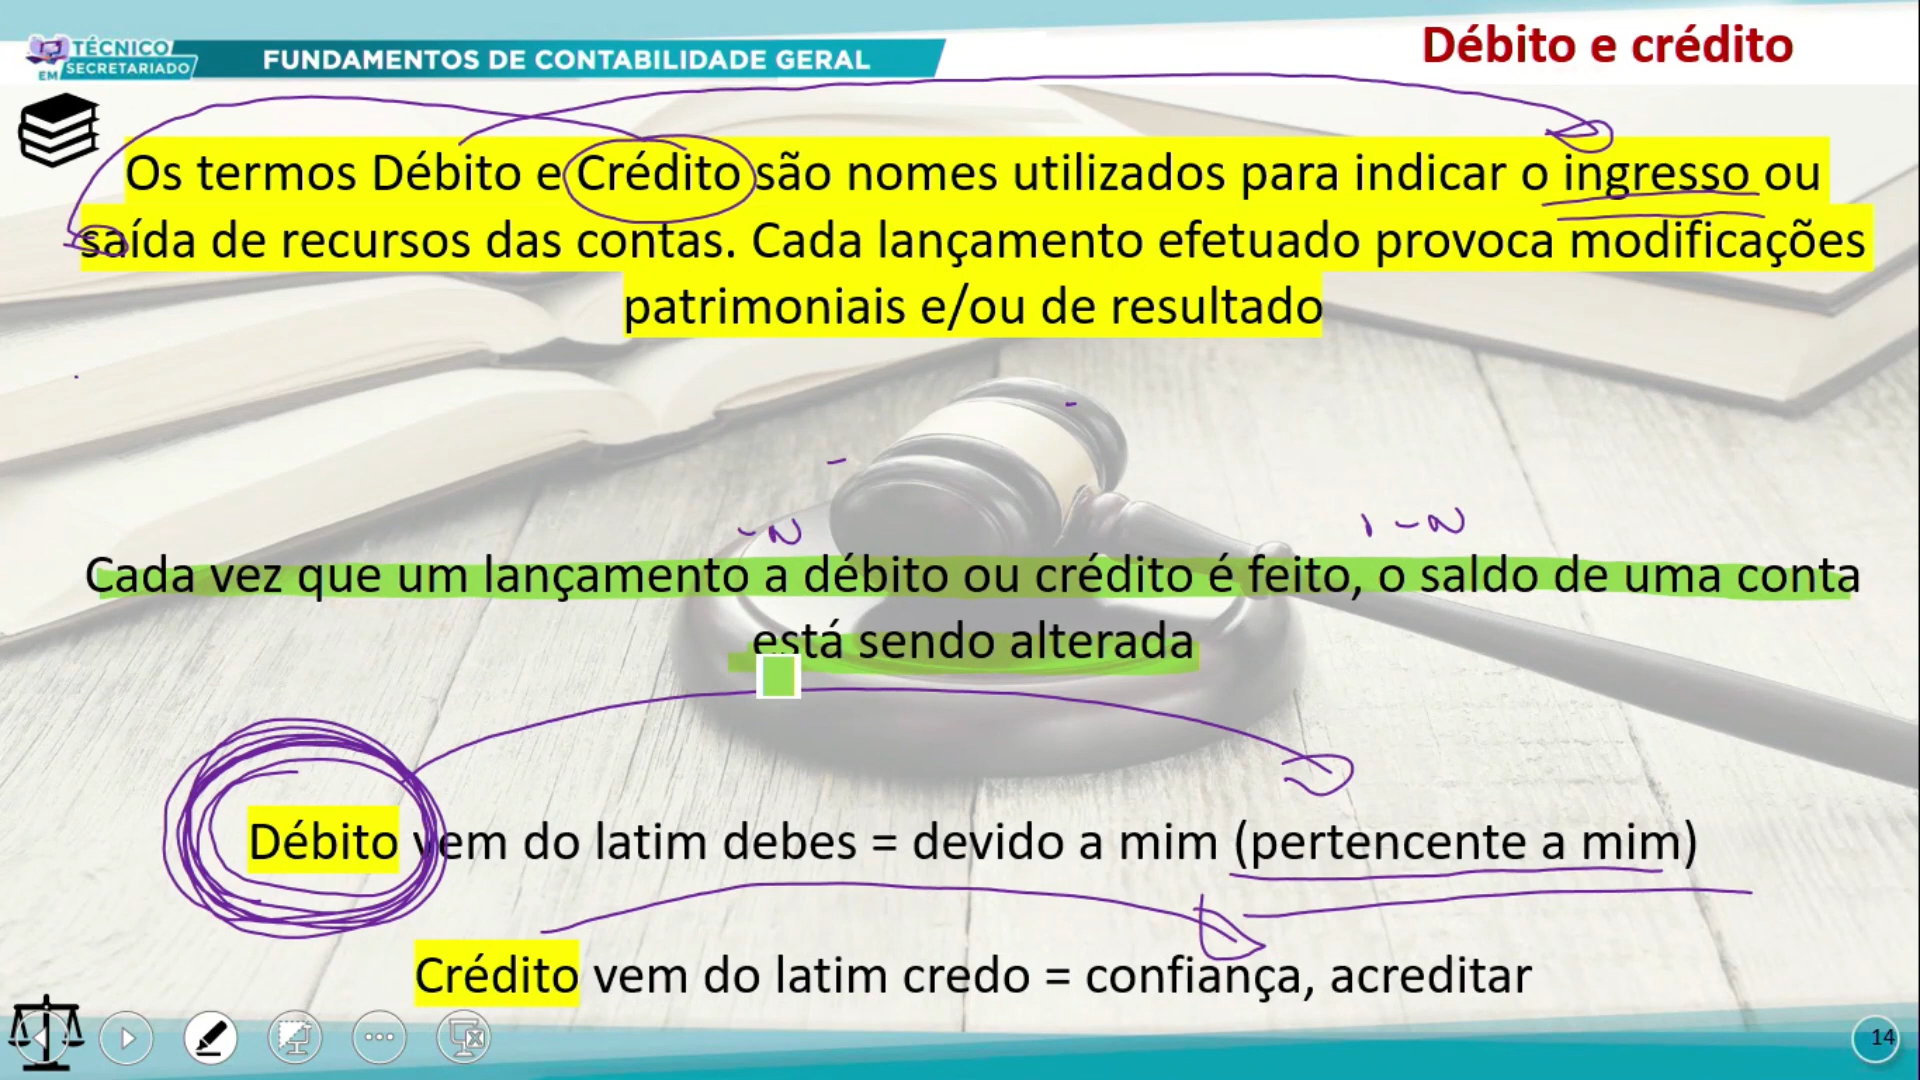 TÉCNICO
EM SECRETARIADO
FUNDAMENTOS DE CONTABILIDADE GERAL
Débito e crédito
Os termos Débito e Crédito são nomes utilizados para indicar o ingresso ou
saída de recursos das contas. Cada lançamento efetuado provoca modificações
patrimoniais e/ou de resultado
Cada vez que um lançamento a débito ou crédito é feito, o saldo de uma conta
está sendo alterada
Débito vem do latim debes = devido a mim (pertencente a mim)
Crédito vem do latim credo = confiança, acreditar
14